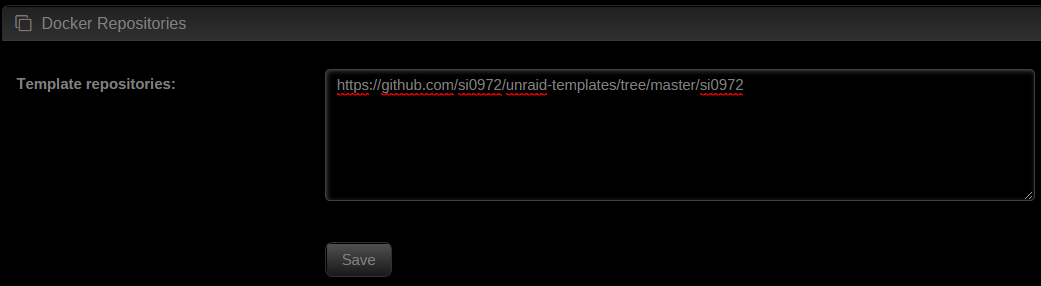 Docker Repositories
Template repositories:
https://github.com/si0972/unraid-templates/tree/master/si0972
Save